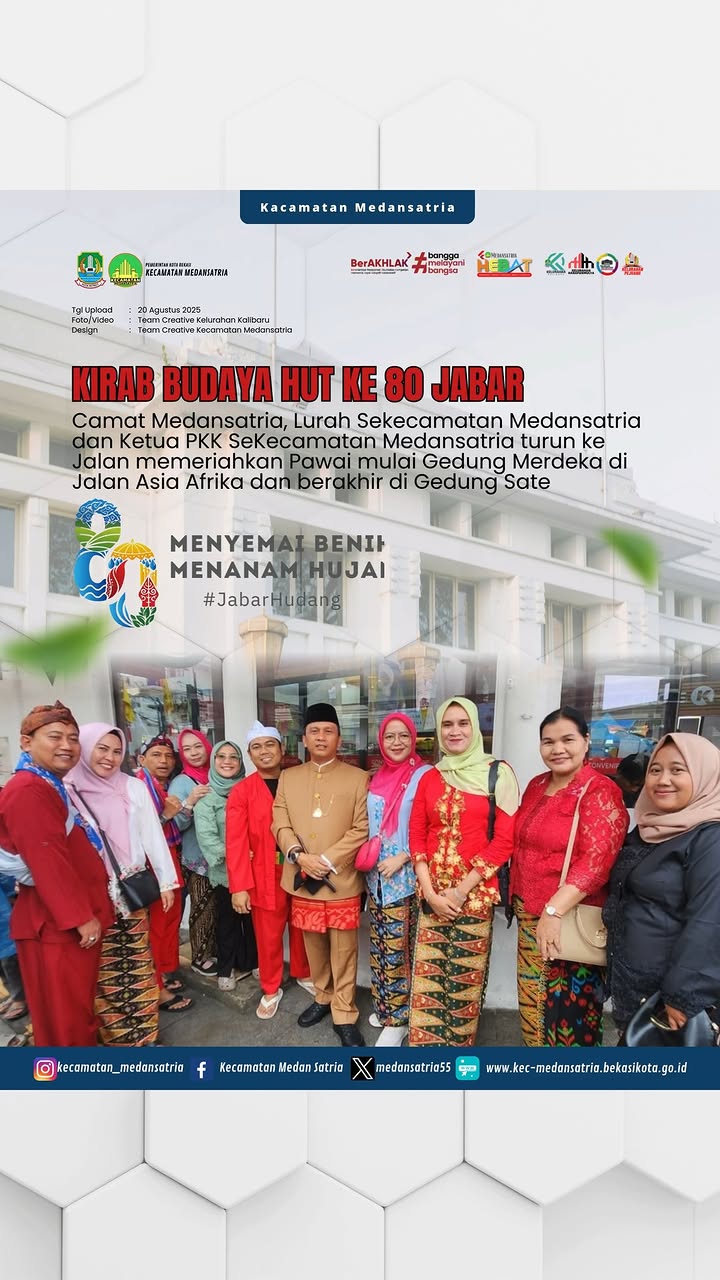 Kacamatan Medansatria
PEMERINTAH KOTA BEKASI
KECAMATAN MEDANSATRIA
BerAKHLAK
#bangga
melayani
bangsa
MEDANSATRIA
HEBAT
Tgl Upload : 20 Agustus 2025
Foto/Video : Team Creative Kelurahan Kalibaru
Design : Team Creative Kecamatan Medansatria
KIRAB BUDAYA HUT KE 80 JABAR
Camat Medansatria, Lurah Sekecamatan Medansatria
dan Ketua PKK SeKecamatan Medansatria turun ke
Jalan memeriahkan Pawai mulai Gedung Merdeka di
Jalan Asia Afrika dan berakhir di Gedung Sate
80
MENYEMAI BENIH
MENANAM HUJAN
#JabarHudang
kecamatan_medansatria
Kecamatan Medan Satria
medansatria55
www.kec-medansatria.bekasikota.go.id